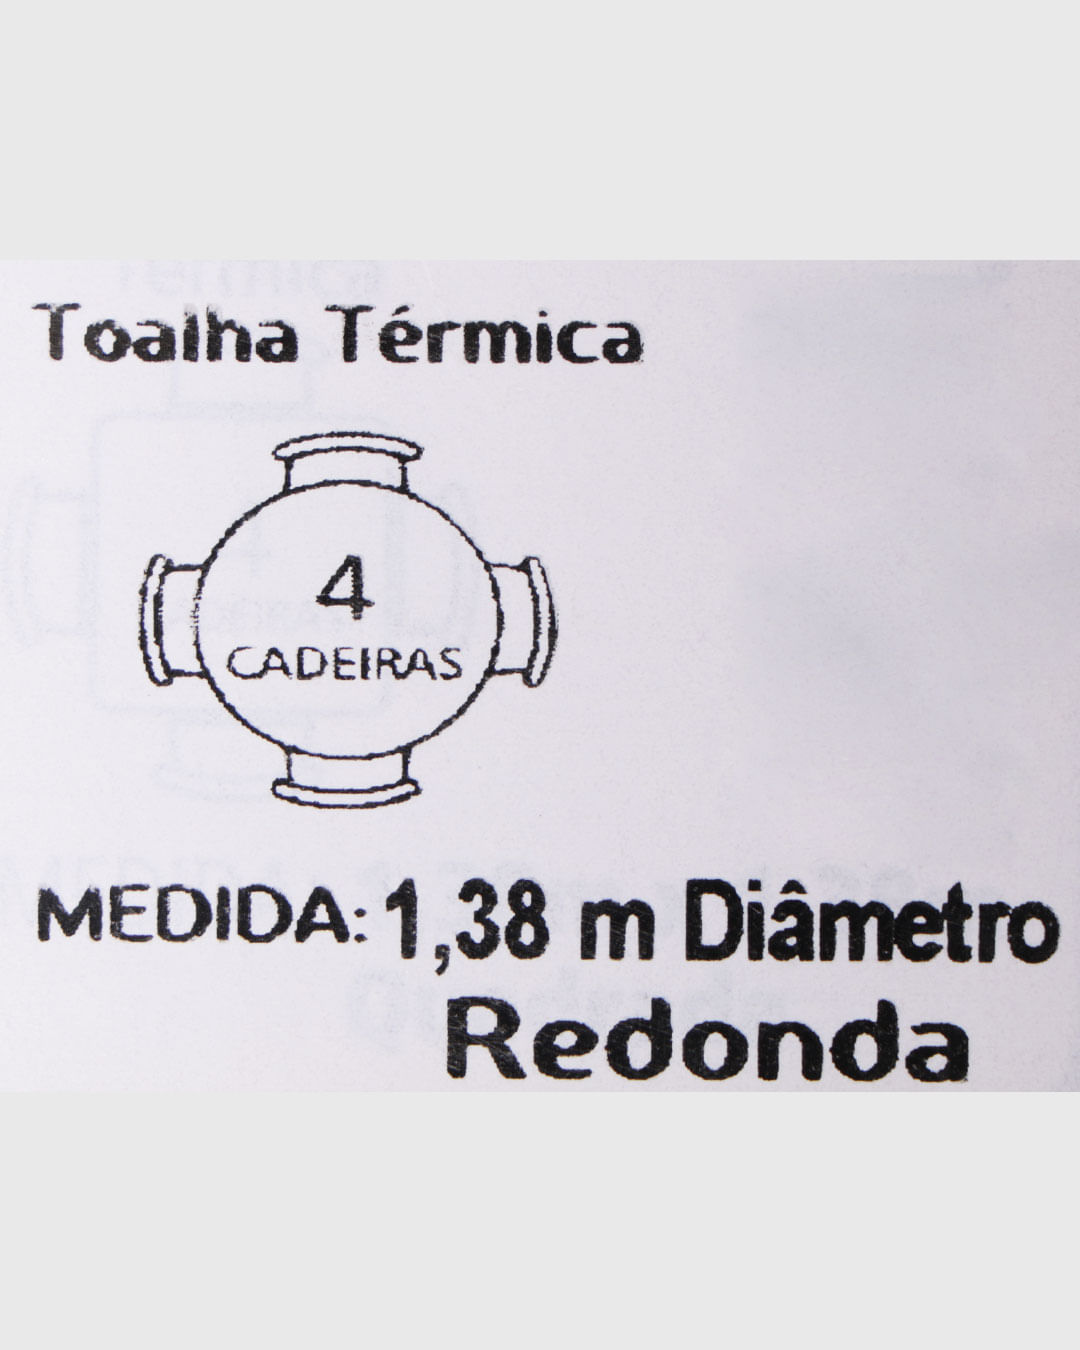 Toalha Térmica
4
CADEIRAS
MEDIDA: 1,38 m Diâmetro
Redonda